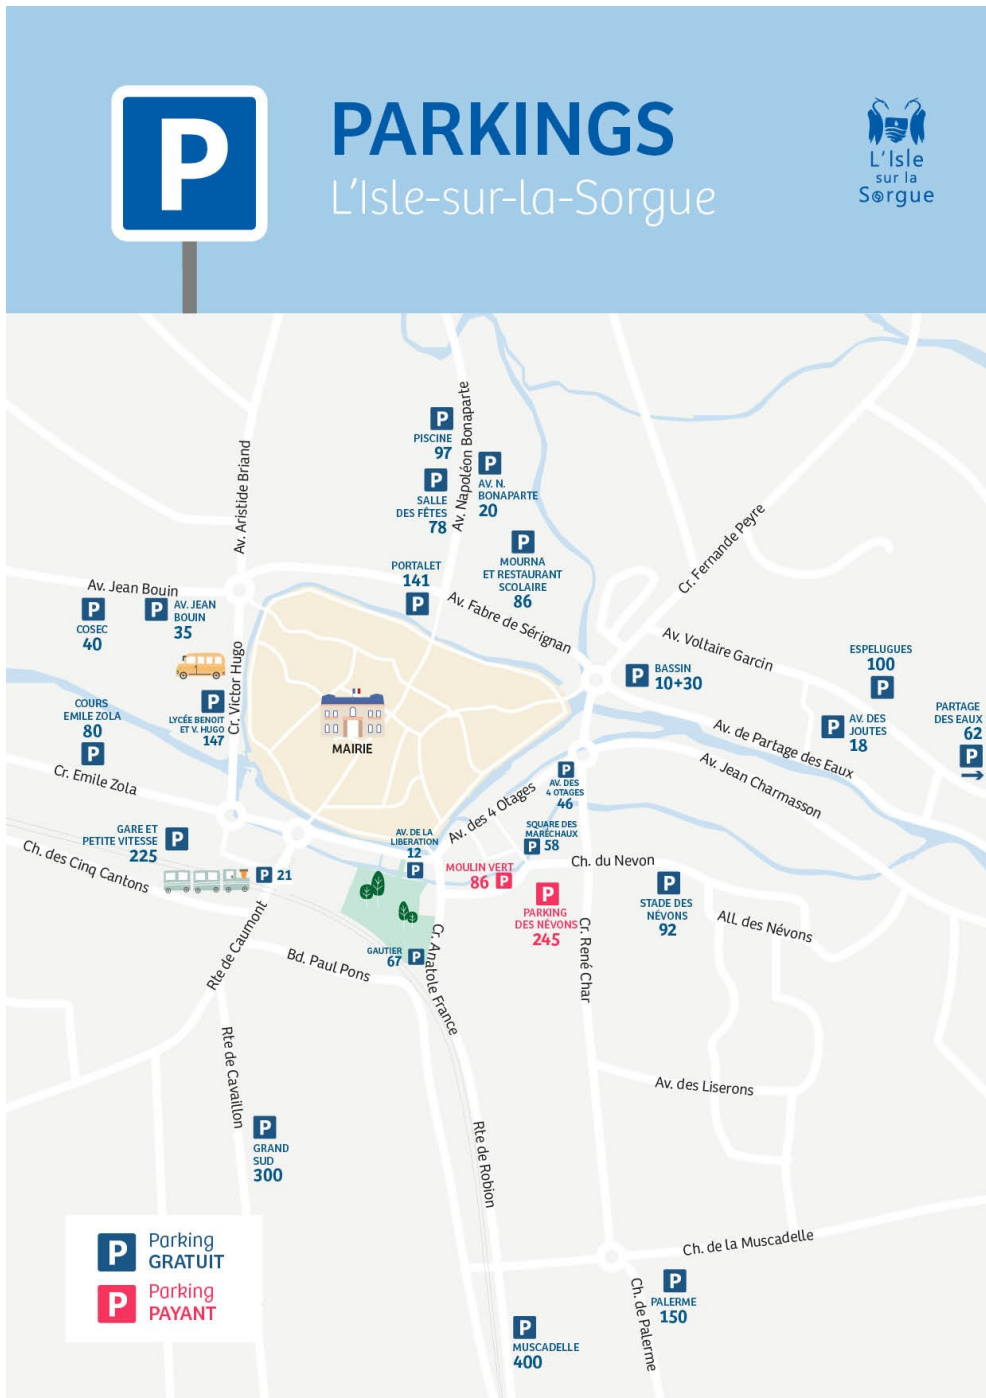 P
PARKINGS
L'Isle-sur-la-Sorgue
L'Isle
sur la
Sorgue
Av. Aristide Briand
Av. Napoléon Bonaparte
P
PISCINE
97
P
AV. N.
BONAPARTE
20
P
SALLE
DES FÊTES
78
P
MOURNA
ET RESTAURANT
SCOLAIRE
86
Cr. Fernande Peyre
PORTALET
141
P
Av. Jean Bouin
P
COSEC
40
P
AV. JEAN
BOUIN
35
Av. Fabre de Sérignan
Av. Voltaire Garcin
ESPELUGUES
100
P
P
BASSIN
10+30
Cr. Victor Hugo
P
LYCÉE BENOIT
ET V. HUGO
147
COURS
EMILE ZOLA
80
P
MAIRIE
PARTAGE
DES EAUX
62
P
P
AV. DES
JOUTES
18
Av. de Partage des Eaux
Av. Jean Charmasson
Cr. Emile Zola
P
AV. DES
4 OTAGES
46
Av. des 4 Otages
GARE ET
PETITE VITESSE
225
P
AV. DE LA
LIBERATION
12
P
SQUARE DES
MARÉCHAUX
P 58
Ch. des Cinq Cantons
P 21
MOULIN VERT
86 P
Ch. du Nevon
P
PARKING
DES NÉVONS
245
P
STADE DES
NÉVONS
92
All. des Névons
Rte de Caumont
Bd. Paul Pons
GAUTIER
67
P
Cr. Anatole France
Cr. René Char
Rte de Cavaillon
Av. des Liserons
P
GRAND
SUD
300
Rte de Robion
Ch. de la Muscadelle
P
PALERME
150
Ch. de Palerme
P
MUSCADELLE
400
P
Parking
GRATUIT
P
Parking
PAYANT